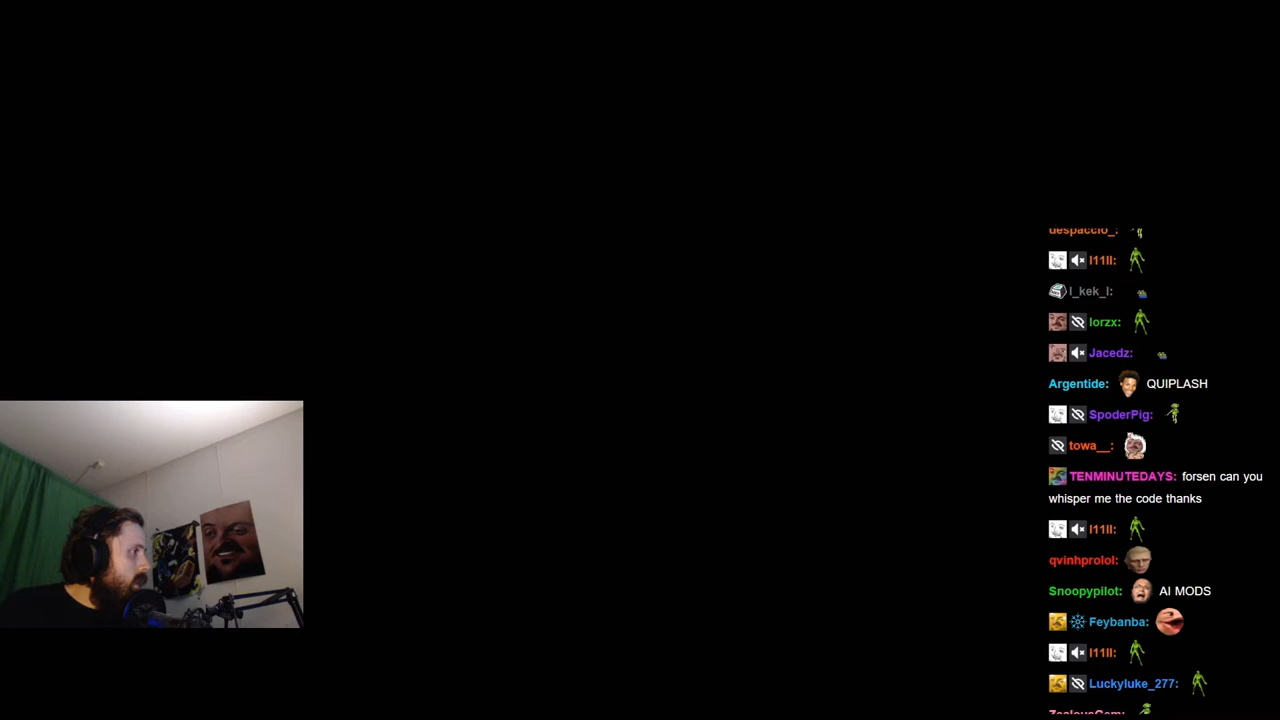 despaccio_:
l11ll:
l_kek_l:
lorzx:
Jacedz:
Argentide: QUIPLASH
SpoderPig:
towa__:
TENMINUTEDAYS: forsen can you
whisper me the code thanks
l11ll:
qvinhprolol:
Snoopypilot: AI MODS
Feybanba:
l11ll:
Luckyluke_277:
ZealousGem: